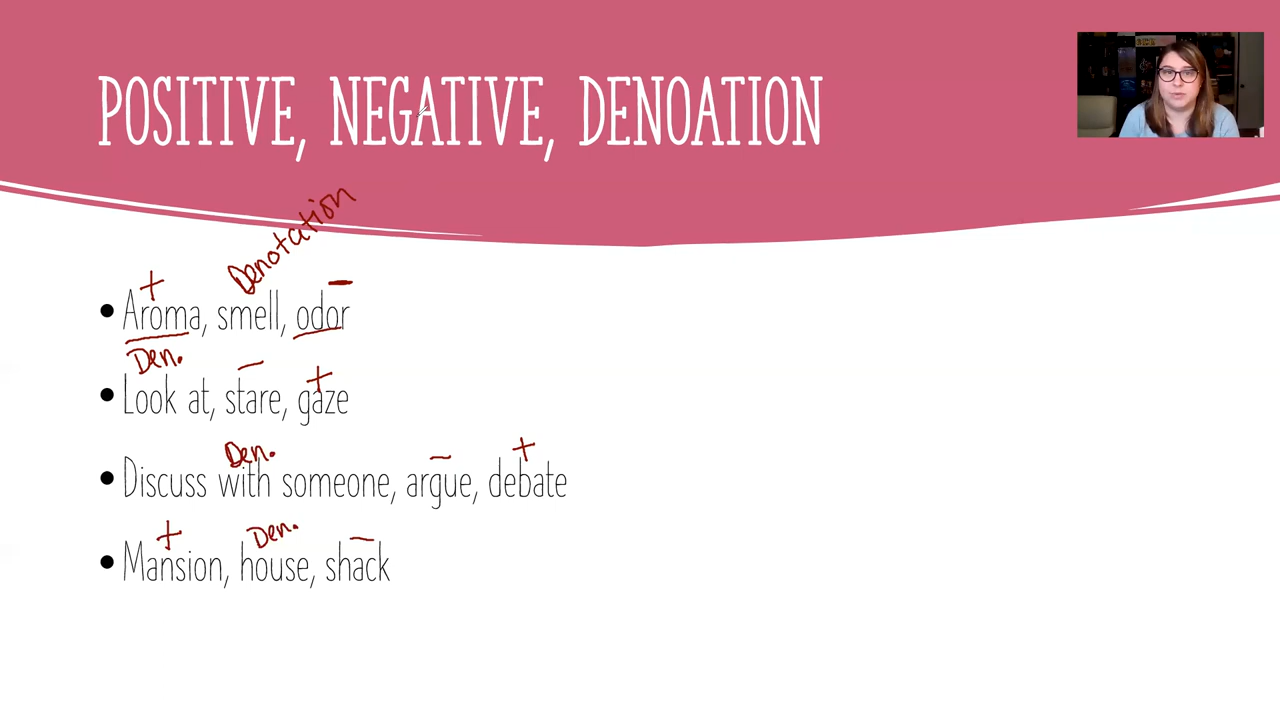 POSITIVE, NEGATIVE, DENOATION
Denotation
+ −
• Aroma, smell, odor
Den. − +
• Look at, stare, gaze
Den. − +
• Discuss with someone, argue, debate
+ Den. −
• Mansion, house, shack